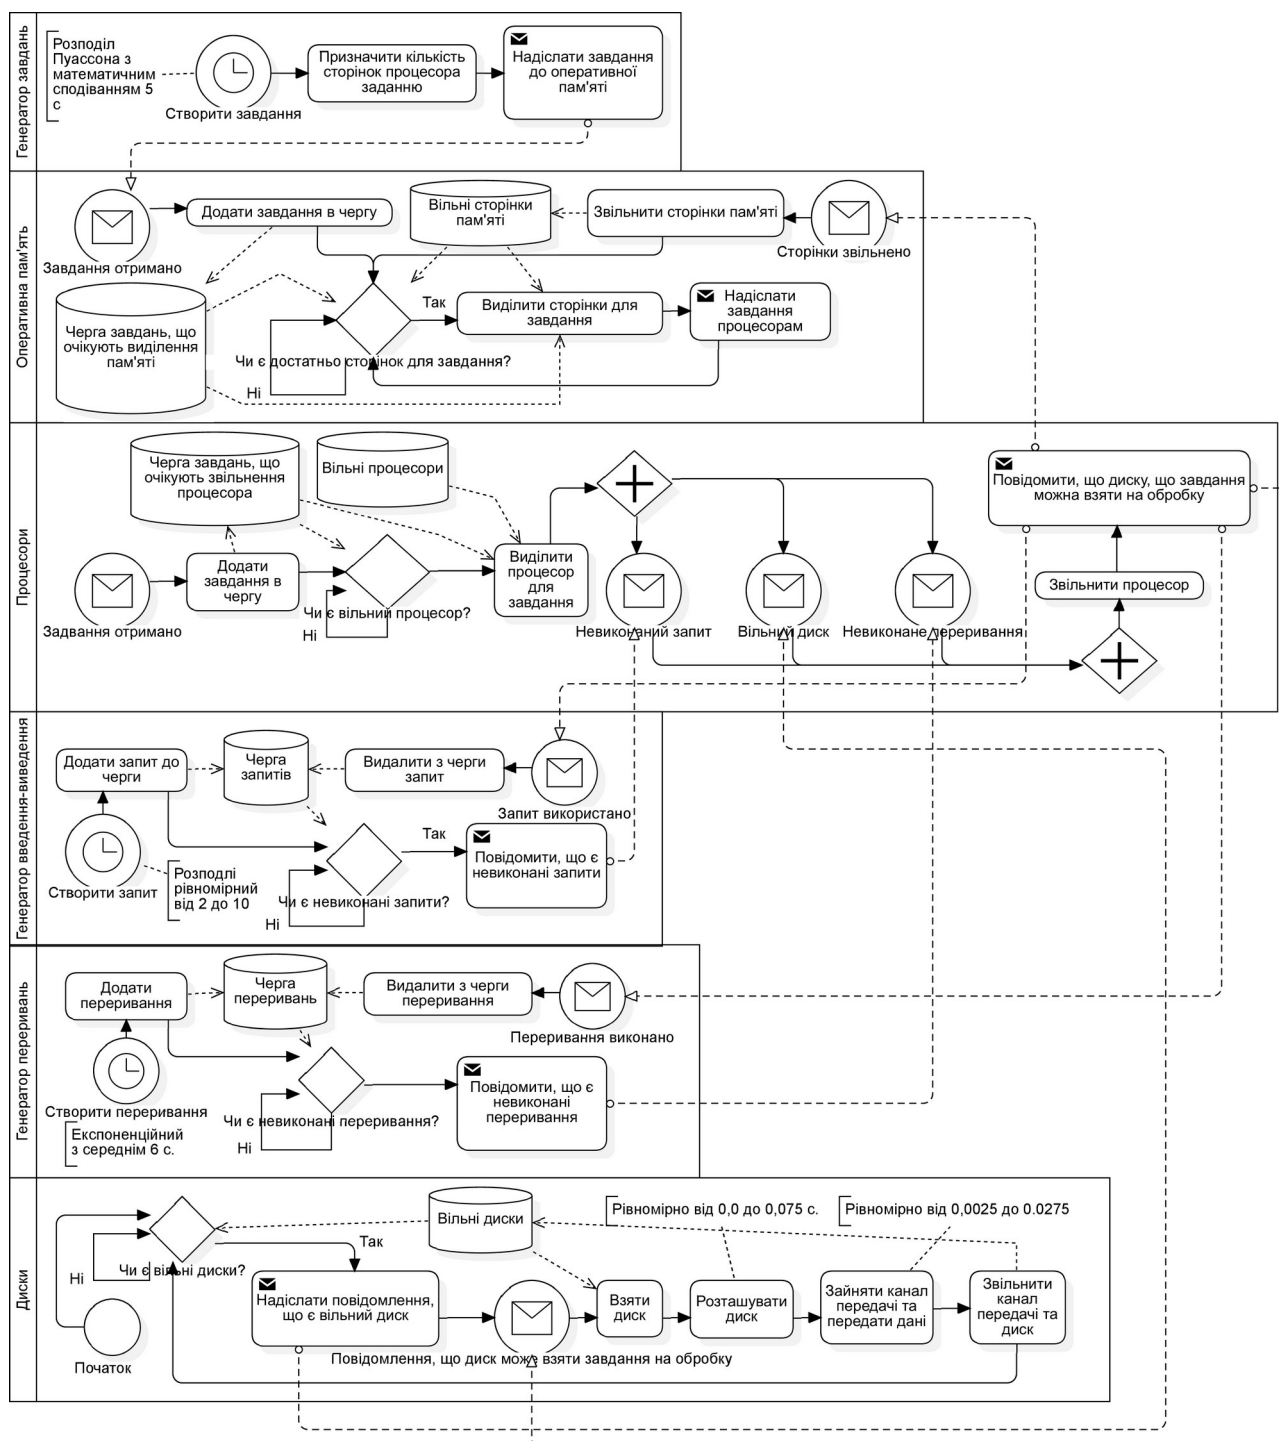 Генератор завдань
Розподіл
Пуассона з
математичним
сподіванням 5
с
Створити завдання
Призначити кількість
сторінок процесора
заданню
Надіслати завдання
до оперативної
пам'яті
Оперативна пам'ять
Завдання отримано
Додати завдання в чергу
Вільні сторінки
пам'яті
Звільнити сторінки пам'яті
Сторінки звільнено
Черга завдань, що
очікують виділення
пам'яті
Чи є достатньо сторінок для завдання?
Так
Ні
Виділити сторінки для
завдання
Надіслати
завдання
процесорам
Процесори
Черга завдань, що
очікують звільнення
процесора
Вільні процесори
Задвання отримано
Додати
завдання в
чергу
Чи є вільний процесор?
Ні
Виділити
процесор
для
завдання
Невиконаний запит
Вільний диск
Невиконане переривання
Повідомити, що диску, що завдання
можна взяти на обробку
Звільнити процесор
Генератор введення-виведення
Додати запит до
черги
Черга
запитів
Видалити з черги
запит
Запит використано
Створити запит
Розподлі
рівномірний
від 2 до 10
Чи є невиконані запити?
Так
Ні
Повідомити, що є
невиконані запити
Генератор переривань
Додати
переривання
Черга
переривань
Видалити з черги
переривання
Переривання виконано
Створити переривання
Експоненційний
з середнім 6 с.
Чи є невиконані переривання?
Ні
Повідомити, що є
невиконані
переривання
Диски
Чи є вільні диски?
Так
Ні
Початок
Вільні диски
Рівномірно від 0,0 до 0,075 с.
Рівномірно від 0,0025 до 0.0275
Надіслати повідомлення,
що є вільний диск
Повідомлення, що диск може взяти завдання на обробку
Взяти
диск
Розташувати
диск
Зайняти канал
передачі та
передати дані
Звільнити
канал
передачі та
диск